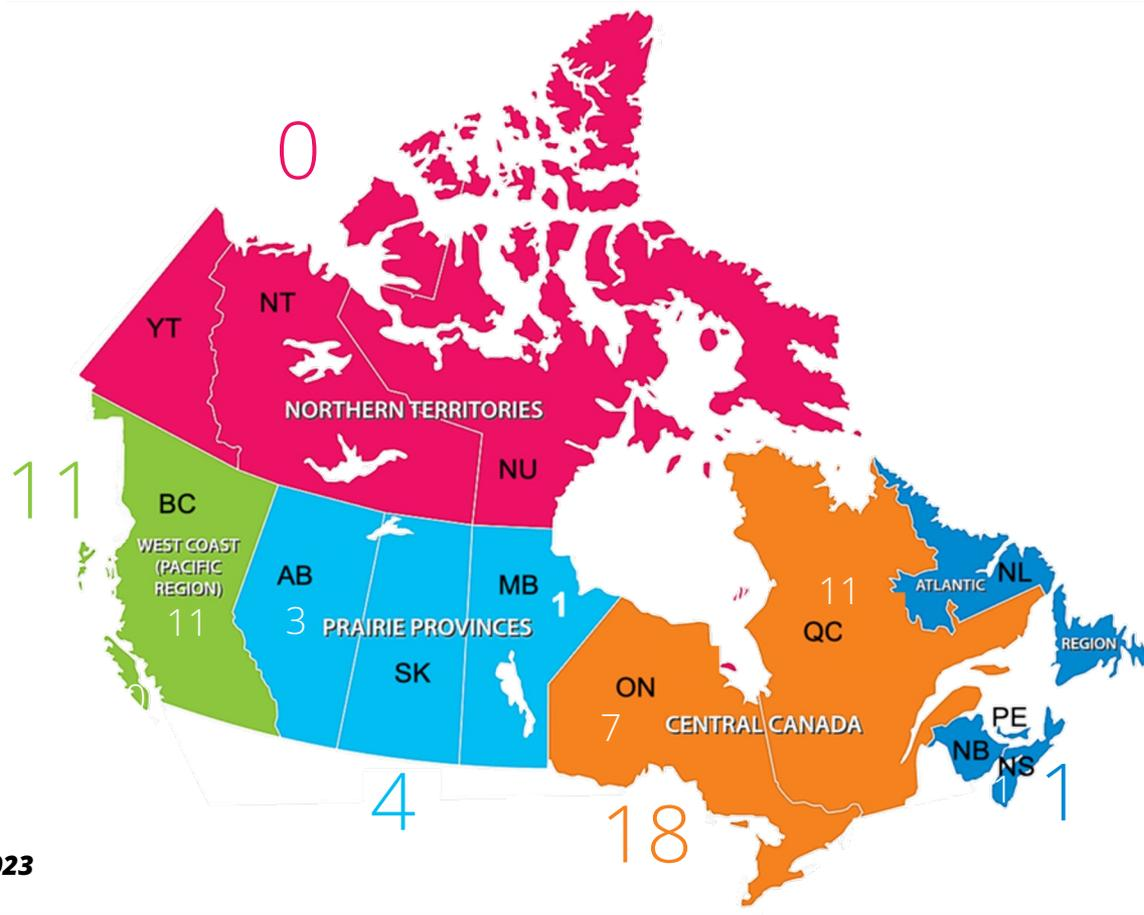 0
NT
YT
NORTHERN TERRITORIES
NU
11
BC
WEST COAST
(PACIFIC
REGION)
11
AB
3
PRAIRIE PROVINCES
MB
1
SK
4
ON
7
CENTRAL CANADA
18
11
QC
ATLANTIC
NL
REGION
PE
NB
NS
1
1
023